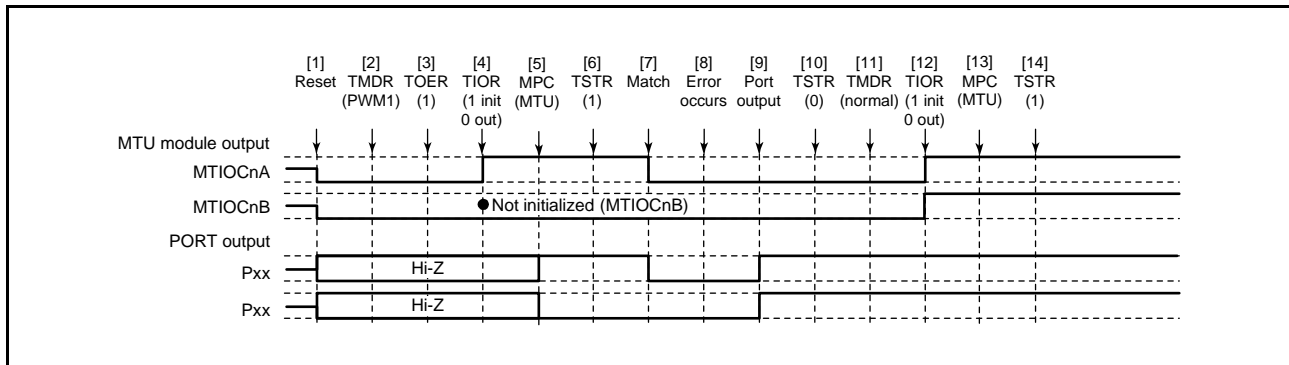 [1] [2] [3] [4] [5] [6] [7] [8] [9] [10] [11] [12] [13] [14]
Reset TMDR TOER TIOR MPC TSTR Match Error Port TSTR TMDR TIOR MPC TSTR
(PWM1) (1) (1 init (MTU) (1) occurs output (0) (normal) (1 init (MTU) (1)
0 out) 0 out)
MTU module output
MTIOCnA
MTIOCnB Not initialized (MTIOCnB)
PORT output
Pxx Hi-Z
Pxx Hi-Z